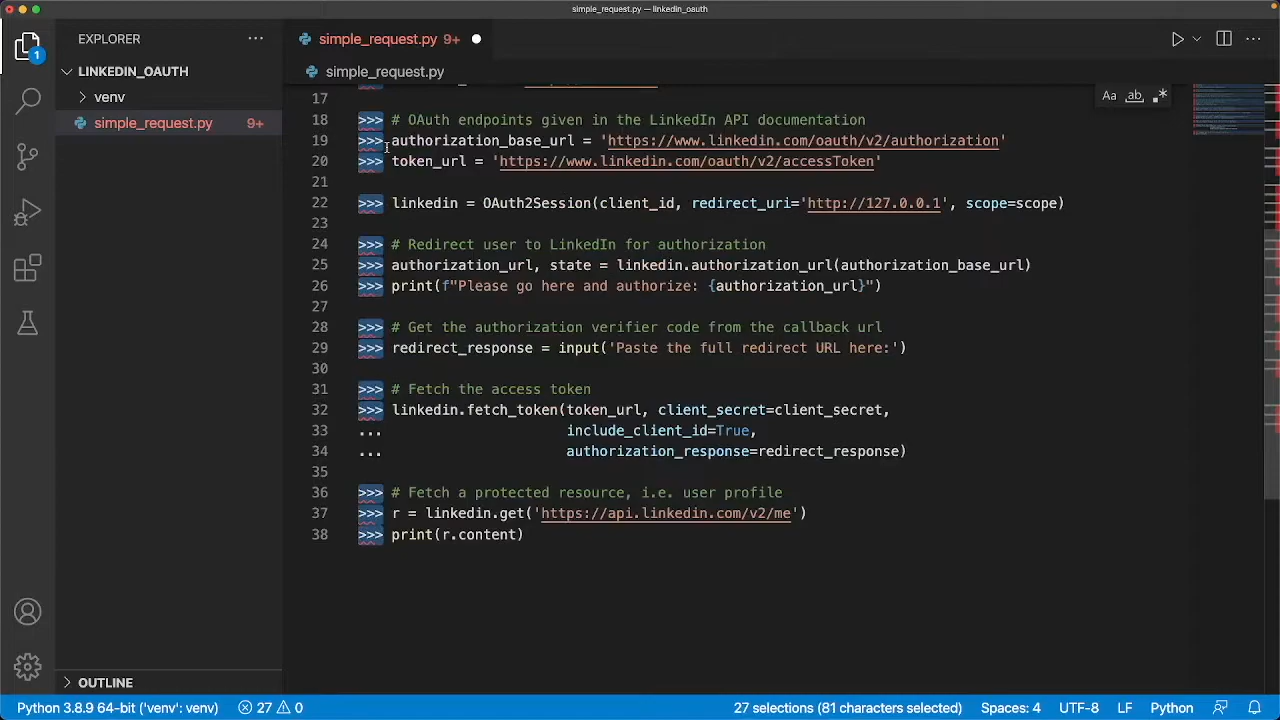 simple_request.py — linkedin_oauth
EXPLORER
simple_request.py 9+
1
LINKEDIN_OAUTH
simple_request.py
venv
Aa ab
simple_request.py 9+
17
18 >>> # OAuth endpoints given in the LinkedIn API documentation
19 >>> authorization_base_url = 'https://www.linkedin.com/oauth/v2/authorization'
20 >>> token_url = 'https://www.linkedin.com/oauth/v2/accessToken'
21
22 >>> linkedin = OAuth2Session(client_id, redirect_uri='http://127.0.0.1', scope=scope)
23
24 >>> # Redirect user to LinkedIn for authorization
25 >>> authorization_url, state = linkedin.authorization_url(authorization_base_url)
26 >>> print(f"Please go here and authorize: {authorization_url}")
27
28 >>> # Get the authorization verifier code from the callback url
29 >>> redirect_response = input('Paste the full redirect URL here:')
30
31 >>> # Fetch the access token
32 >>> linkedin.fetch_token(token_url, client_secret=client_secret,
33 ... include_client_id=True,
34 ... authorization_response=redirect_response)
35
36 >>> # Fetch a protected resource, i.e. user profile
37 >>> r = linkedin.get('https://api.linkedin.com/v2/me')
38 >>> print(r.content)
OUTLINE
Python 3.8.9 64-bit ('venv': venv) 27 0 27 selections (81 characters selected) Spaces: 4 UTF-8 LF Python